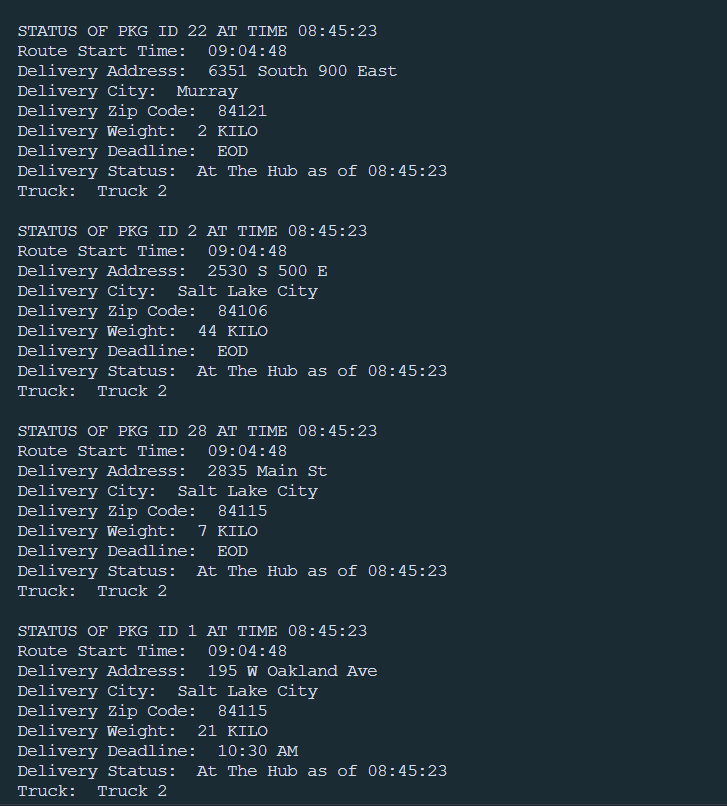 STATUS OF PKG ID 22 AT TIME 08:45:23
Route Start Time:  09:04:48
Delivery Address:  6351 South 900 East
Delivery City:  Murray
Delivery Zip Code:  84121
Delivery Weight:  2 KILO
Delivery Deadline:  EOD
Delivery Status:  At The Hub as of 08:45:23
Truck:  Truck 2

STATUS OF PKG ID 2 AT TIME 08:45:23
Route Start Time:  09:04:48
Delivery Address:  2530 S 500 E
Delivery City:  Salt Lake City
Delivery Zip Code:  84106
Delivery Weight:  44 KILO
Delivery Deadline:  EOD
Delivery Status:  At The Hub as of 08:45:23
Truck:  Truck 2

STATUS OF PKG ID 28 AT TIME 08:45:23
Route Start Time:  09:04:48
Delivery Address:  2835 Main St
Delivery City:  Salt Lake City
Delivery Zip Code:  84115
Delivery Weight:  7 KILO
Delivery Deadline:  EOD
Delivery Status:  At The Hub as of 08:45:23
Truck:  Truck 2

STATUS OF PKG ID 1 AT TIME 08:45:23
Route Start Time:  09:04:48
Delivery Address:  195 W Oakland Ave
Delivery City:  Salt Lake City
Delivery Zip Code:  84115
Delivery Weight:  21 KILO
Delivery Deadline:  10:30 AM
Delivery Status:  At The Hub as of 08:45:23
Truck:  Truck 2